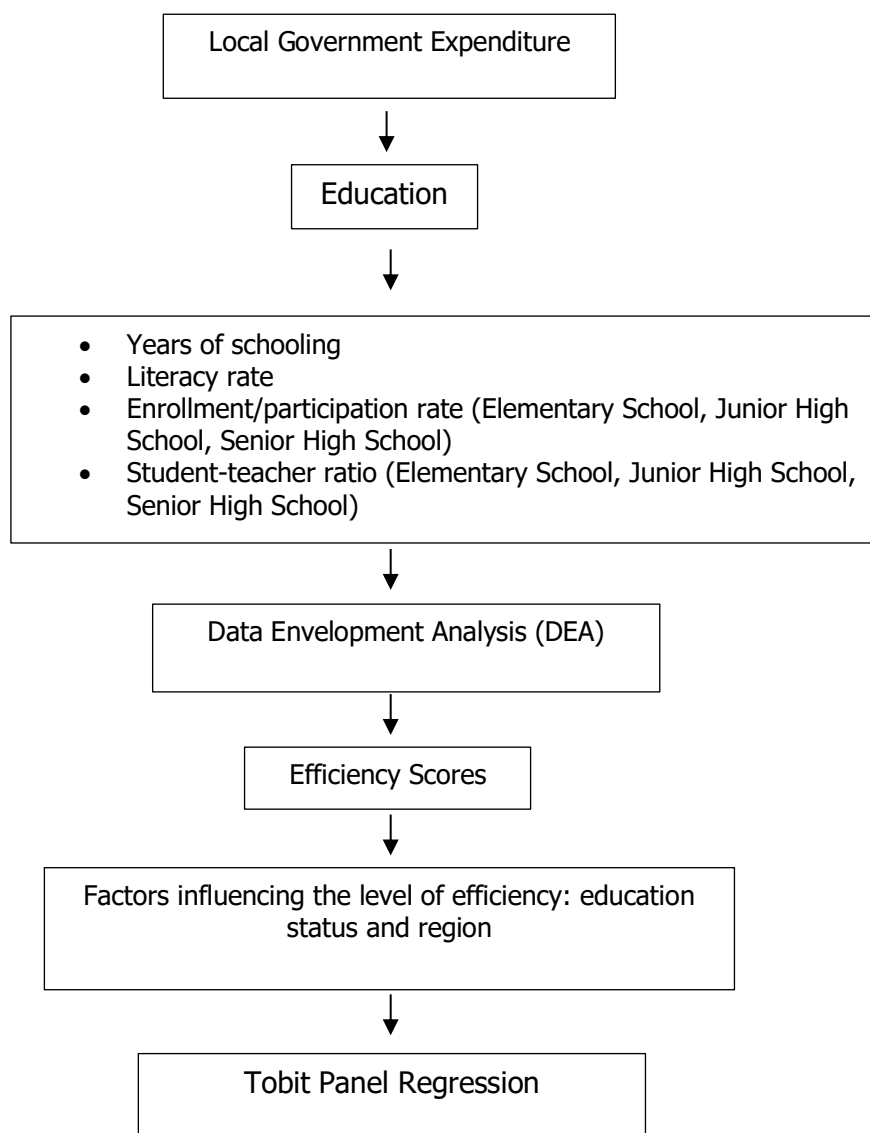 Local Government Expenditure
Education
• Years of schooling
• Literacy rate
• Enrollment/participation rate (Elementary School, Junior High
School, Senior High School)
• Student-teacher ratio (Elementary School, Junior High School,
Senior High School)
Data Envelopment Analysis (DEA)
Efficiency Scores
Factors influencing the level of efficiency: education
status and region
Tobit Panel Regression